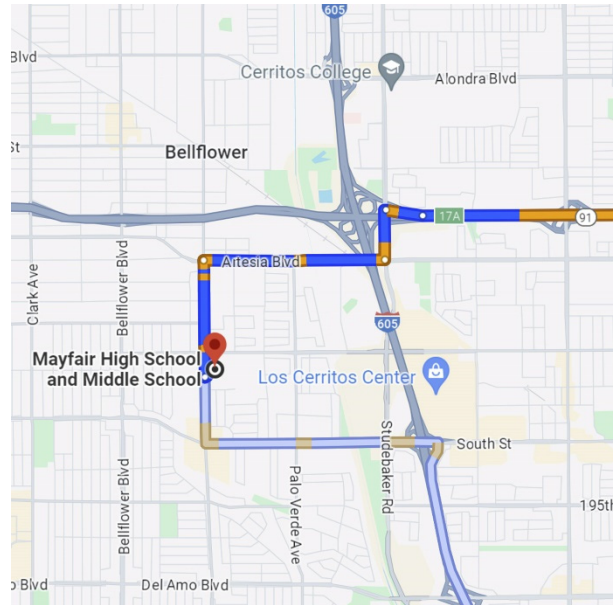 605
Blvd
Cerritos College
Alondra Blvd
St
Bellflower
17A
91
Artesia Blvd
Clark Ave
Bellflower Blvd
605
Mayfair High School
and Middle School
Los Cerritos Center
Studebaker Rd
South St
Palo Verde Ave
Bellflower Blvd
195th
o Blvd
Del Amo Blvd